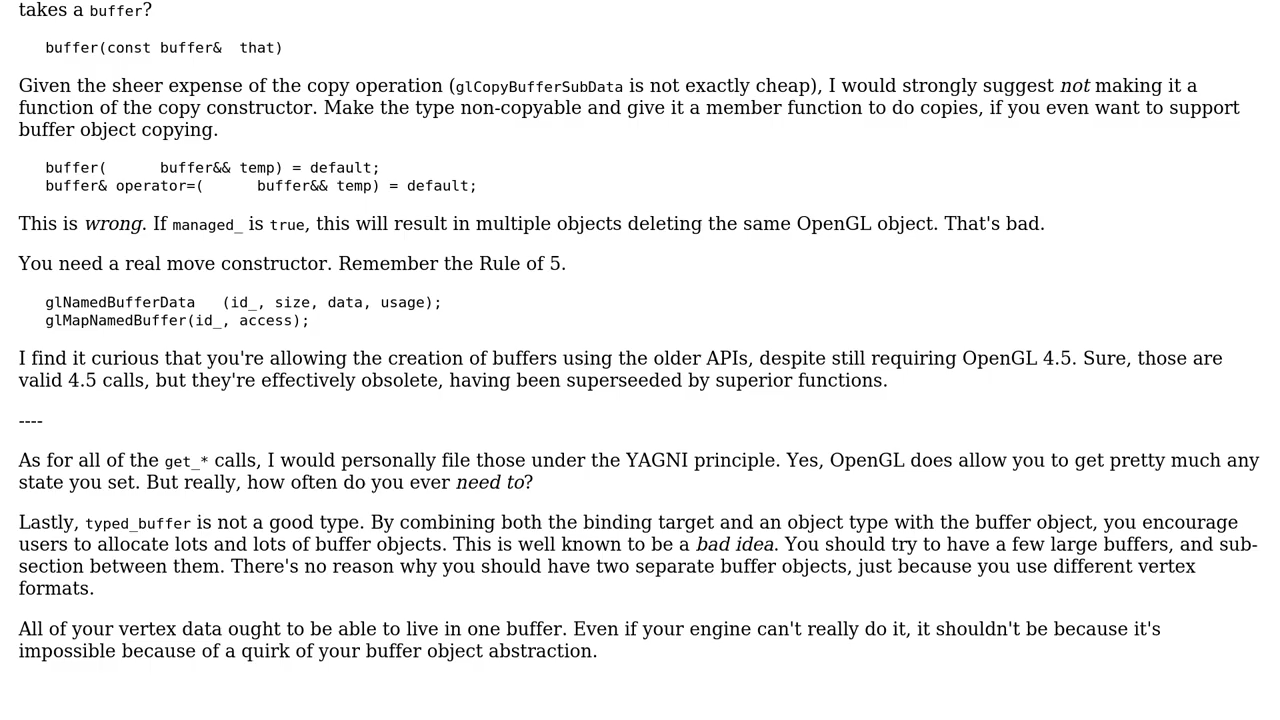 takes a buffer?
buffer(const buffer&  that)
Given the sheer expense of the copy operation (glCopyBufferSubData is not exactly cheap), I would strongly suggest not making it a
function of the copy constructor. Make the type non-copyable and give it a member function to do copies, if you even want to support
buffer object copying.
buffer(      buffer&& temp) = default;
buffer& operator=(      buffer&& temp) = default;
This is wrong. If managed_ is true, this will result in multiple objects deleting the same OpenGL object. That's bad.
You need a real move constructor. Remember the Rule of 5.
glNamedBufferData   (id_, size, data, usage);
glMapNamedBuffer(id_, access);
I find it curious that you're allowing the creation of buffers using the older APIs, despite still requiring OpenGL 4.5. Sure, those are
valid 4.5 calls, but they're effectively obsolete, having been superseeded by superior functions.
----
As for all of the get_* calls, I would personally file those under the YAGNI principle. Yes, OpenGL does allow you to get pretty much any
state you set. But really, how often do you ever need to?
Lastly, typed_buffer is not a good type. By combining both the binding target and an object type with the buffer object, you encourage
users to allocate lots and lots of buffer objects. This is well known to be a bad idea. You should try to have a few large buffers, and sub-
section between them. There's no reason why you should have two separate buffer objects, just because you use different vertex
formats.
All of your vertex data ought to be able to live in one buffer. Even if your engine can't really do it, it shouldn't be because it's
impossible because of a quirk of your buffer object abstraction.